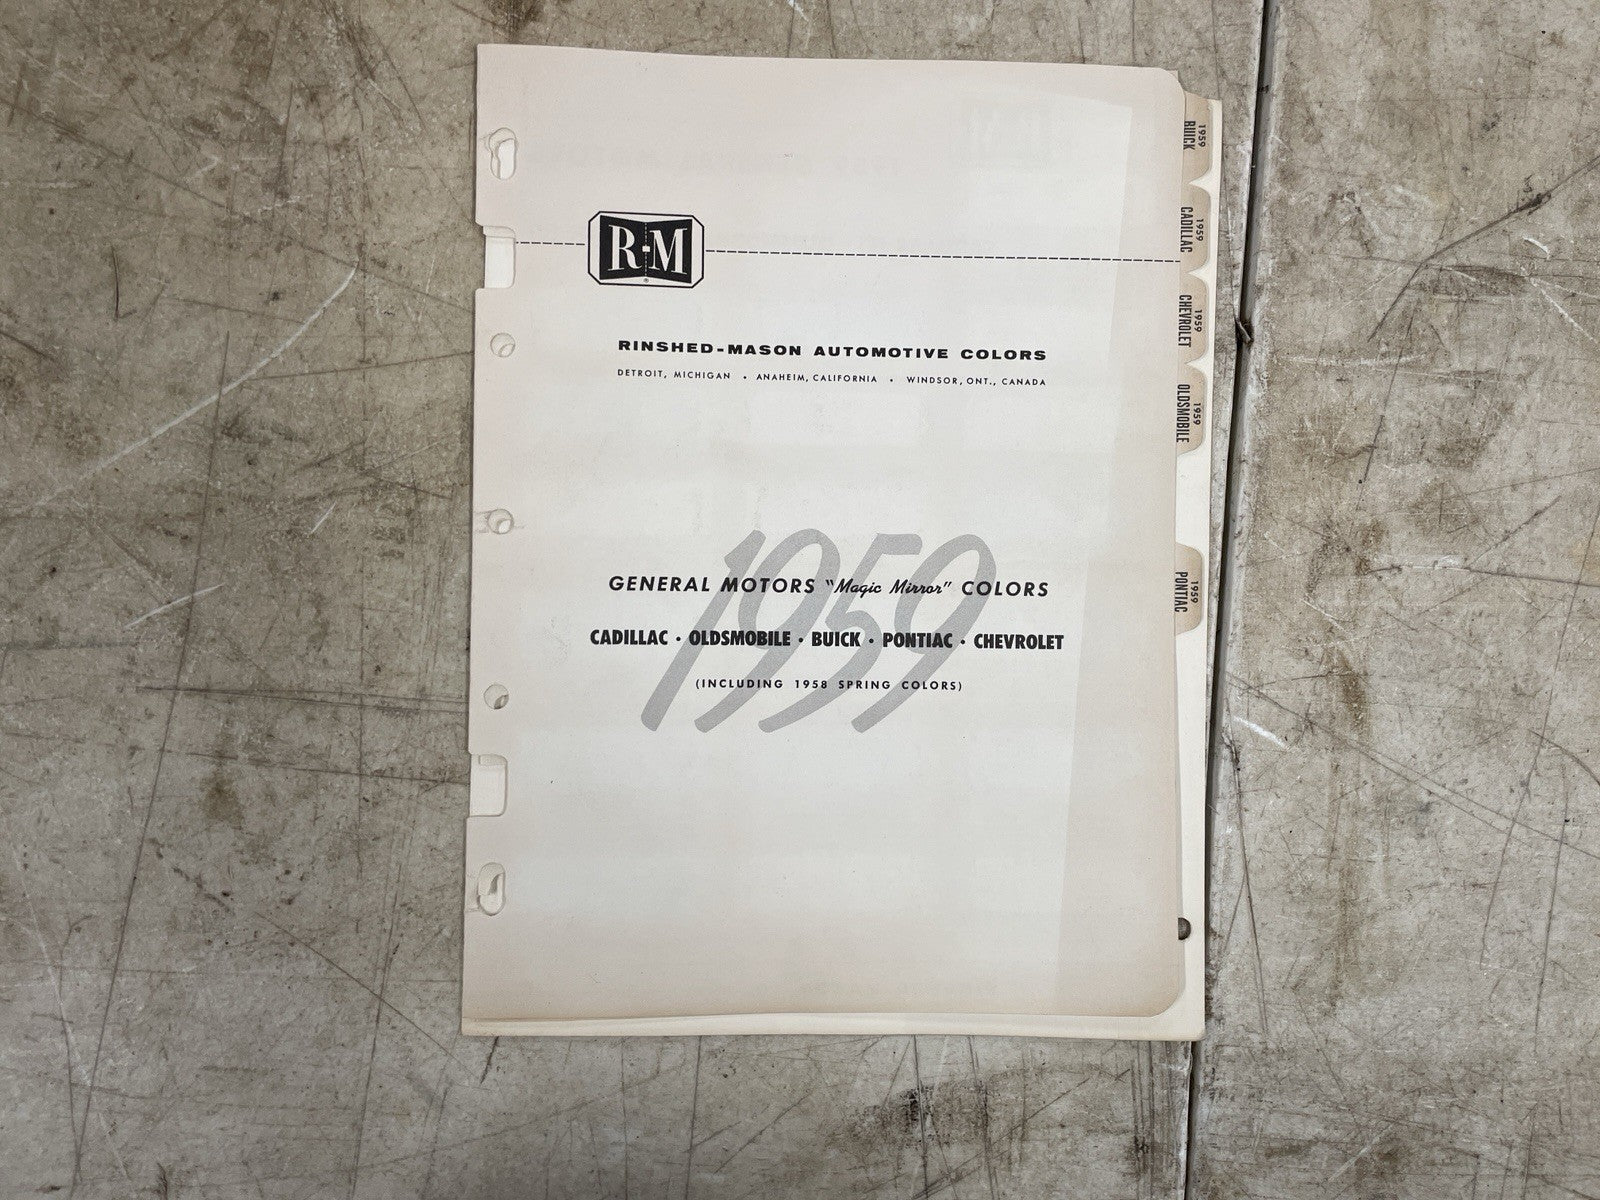 R-M
®
RINSHED-MASON AUTOMOTIVE COLORS
DETROIT, MICHIGAN • ANAHEIM, CALIFORNIA • WINDSOR, ONT., CANADA
1959
GENERAL MOTORS "Magic Mirror" COLORS
CADILLAC • OLDSMOBILE • BUICK • PONTIAC • CHEVROLET
(INCLUDING 1958 SPRING COLORS)
1959
BUICK
1959
CADILLAC
1959
CHEVROLET
1959
OLDSMOBILE
1959
PONTIAC